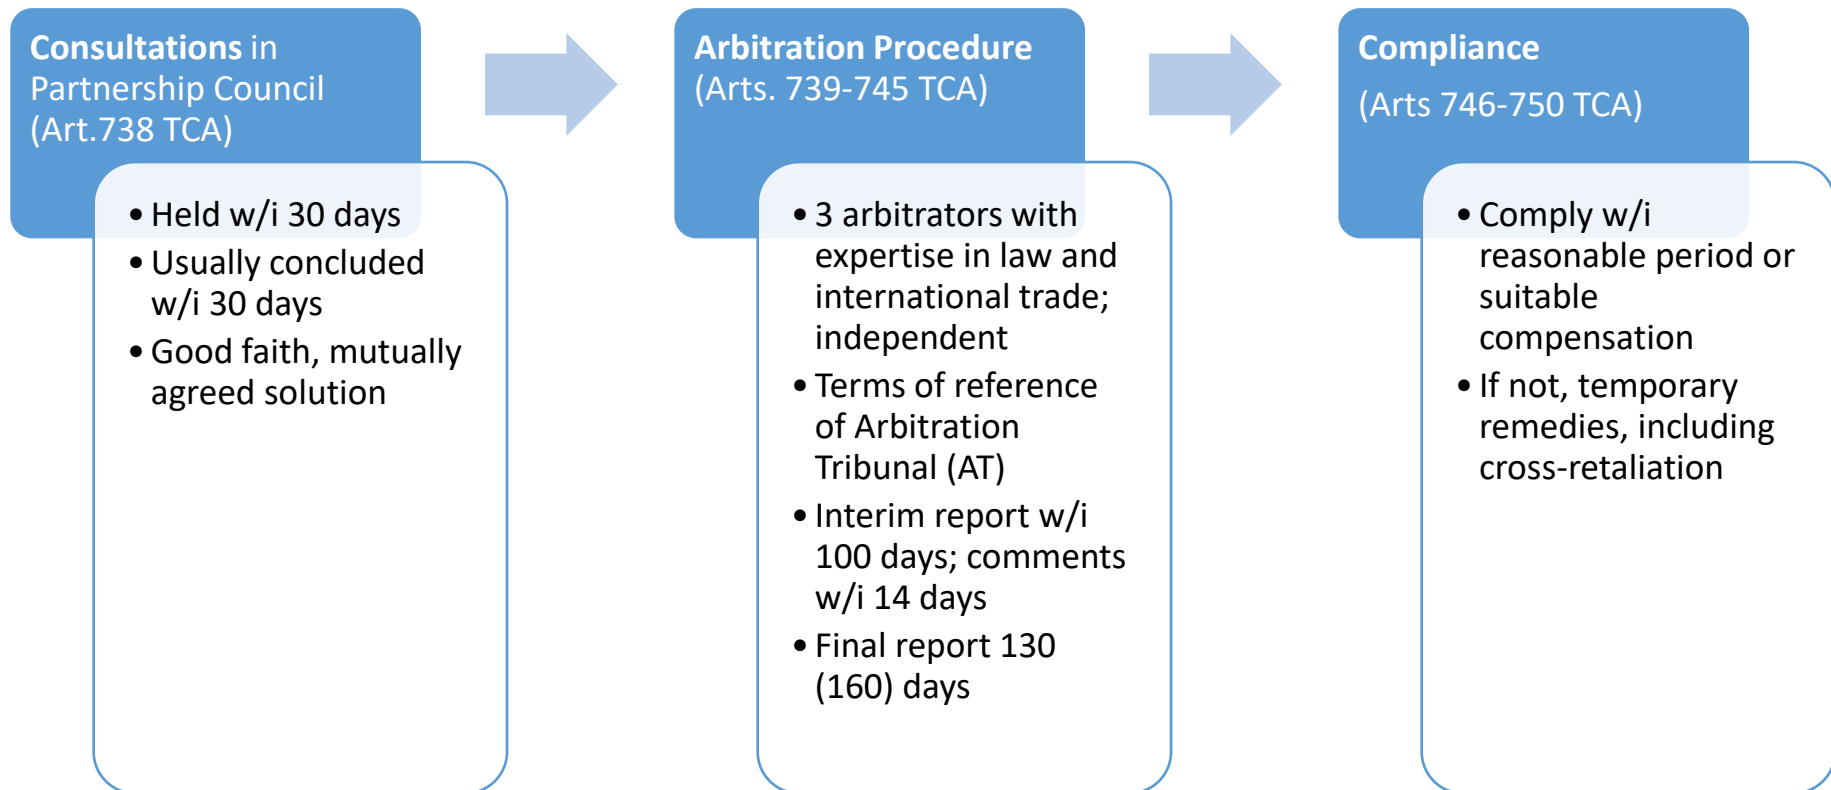 Consultations in
Partnership Council
(Art.738 TCA)
• Held w/i 30 days
• Usually concluded
w/i 30 days
• Good faith, mutually
agreed solution
Arbitration Procedure
(Arts. 739-745 TCA)
• 3 arbitrators with
expertise in law and
international trade;
independent
• Terms of reference
of Arbitration
Tribunal (AT)
• Interim report w/i
100 days; comments
w/i 14 days
• Final report 130
(160) days
Compliance
(Arts 746-750 TCA)
• Comply w/i
reasonable period or
suitable
compensation
• If not, temporary
remedies, including
cross-retaliation